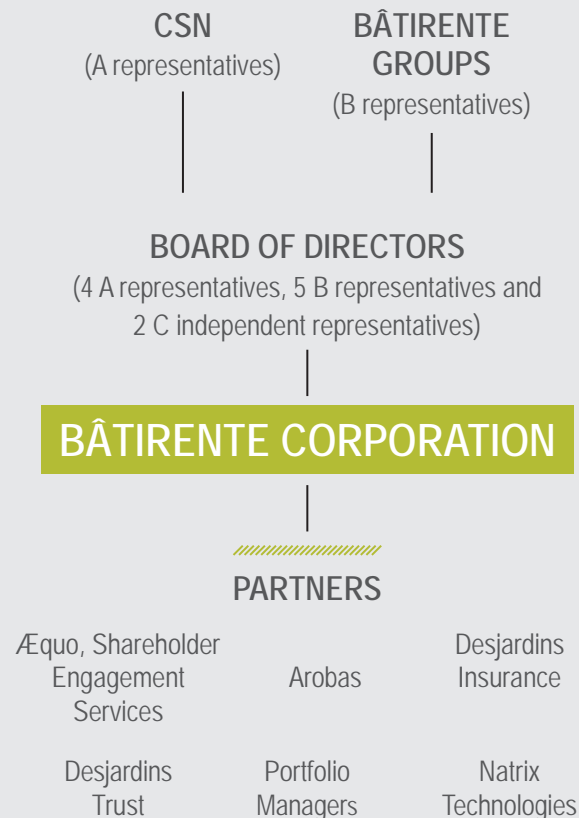 CSN
(A representatives)
BÂTIRENTE
GROUPS
(B representatives)
BOARD OF DIRECTORS
(4 A representatives, 5 B representatives and
2 C independent representatives)
BÂTIRENTE CORPORATION
PARTNERS
Æquo, Shareholder
Engagement
Services
Arobas
Desjardins
Insurance
Desjardins
Trust
Portfolio
Managers
Natrix
Technologies